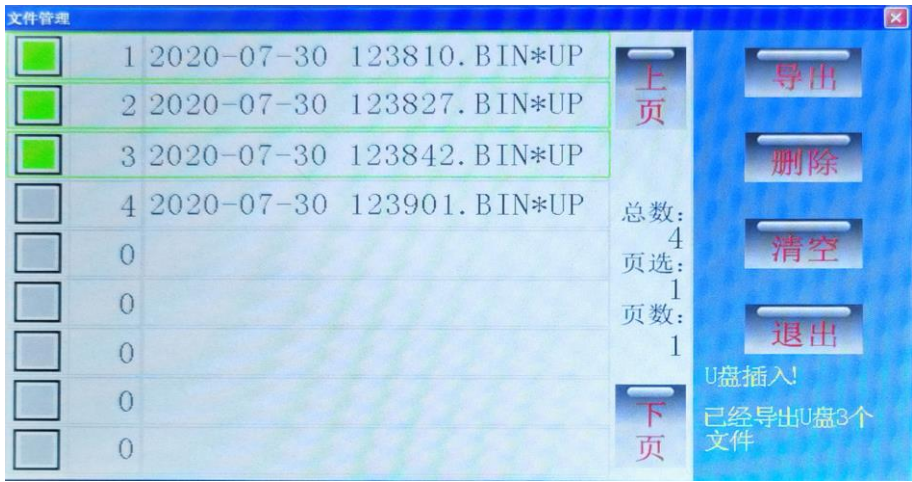 文件管理
1 2020-07-30 123810.BIN*UP
2 2020-07-30 123827.BIN*UP
3 2020-07-30 123842.BIN*UP
4 2020-07-30 123901.BIN*UP
0
0
0
0
0
上
页
总数:
4
页选:
1
页数:
1
下
页
导出
删除
清空
退出
U盘插入!
已经导出U盘3个
文件